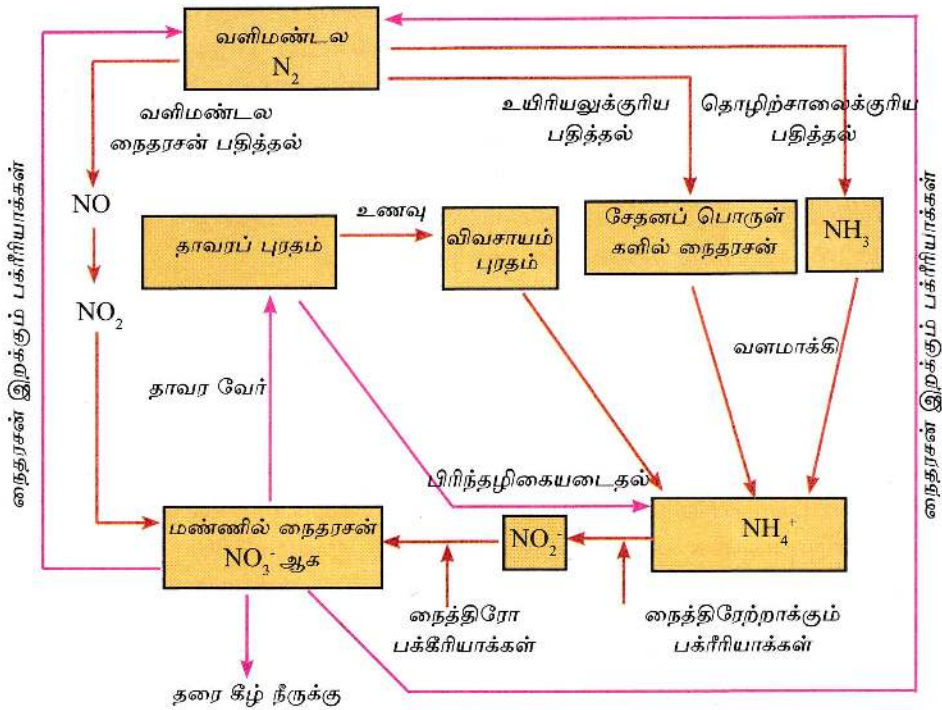 வளிமண்டல
N₂
வளிமண்டல
நைதரசன் பதித்தல்
உயிரியலுக்குரிய
பதித்தல்
தொழிற்சாலைக்குரிய
பதித்தல்
நைதரசன் இறக்கும் பக்ரீரியாக்கள்
நைதரசன் இறக்கும் பக்ரீரியாக்கள்
NO
NO₂
தாவரப் புரதம்
உணவு
விவசாயம்
புரதம்
சேதனப் பொருள்
களில் நைதரசன்
NH₃
தாவர வேர்
வளமாக்கி
பிரிந்தழிகையடைதல்
மண்ணில் நைதரசன்
NO₃⁻ ஆக
NO₂⁻
NH₄⁺
நைத்திரோ
பக்கீரியாக்கள்
நைத்திரேற்றாக்கும்
பக்ரீரியாக்கள்
தரை கீழ் நீருக்கு